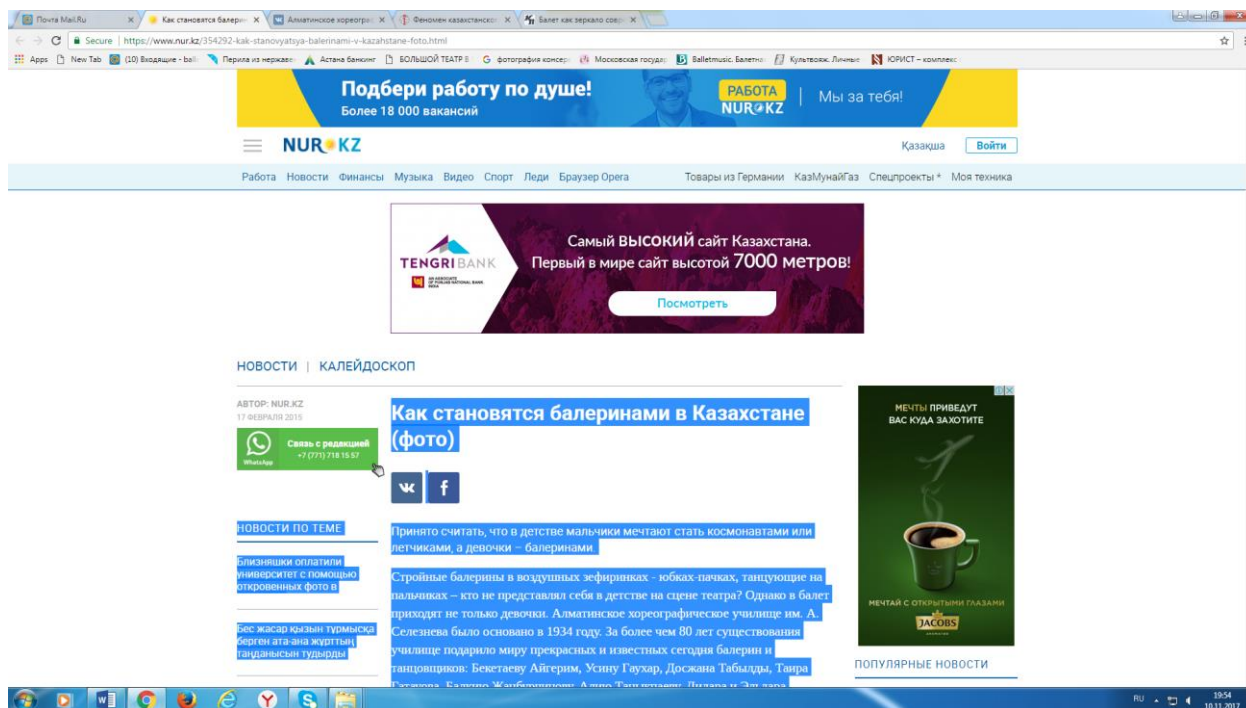 Почта Mail.Ru
Как становятся балери
Алматинское хореогра
Феномен казахстанско
Балет как зеркало совр
Secure | https://www.nur.kz/354292-kak-stanovyatsya-balerinami-v-kazahstane-foto.html
Apps New Tab (10) Входящие - bal Перила из нержаве Астана банкинг БОЛЬШОЙ ТЕАТР В фотография концер Московская государ Balletmusic. Балетна Культвояж. Личные ЮРИСТ – комплекс
Подбери работу по душе!
Более 18 000 вакансий
РАБОТА
NUR KZ
Мы за тебя!
NUR KZ
Қазақша
Войти
Работа Новости Финансы Музыка Видео Спорт Леди Браузер Opera Товары из Германии КазМунайГаз Спецпроекты * Моя техника
TENGRI BANK
AN ASSOCIATE
OF PUNJAB NATIONAL BANK
INDIA
Самый ВЫСОКИЙ сайт Казахстана.
Первый в мире сайт высотой 7000 метров!
Посмотреть
НОВОСТИ | КАЛЕЙДОСКОП
АВТОР: NUR.KZ
17 ФЕВРАЛЯ 2015
WhatsApp
Связь с редакцией
+7 (771) 718 15 57
НОВОСТИ ПО ТЕМЕ
Близняшки оплатили
университет с помощью
откровенных фото в
Бес жасар қызын тұрмысқа
берген ата-ана жұрттың
таңданысын тудырды
Как становятся балеринами в Казахстане
(фото)
Принято считать, что в детстве мальчики мечтают стать космонавтами или
летчиками, а девочки – балеринами.
Стройные балерины в воздушных зефиринках - юбках-пачках, танцующие на
пальчиках – кто не представлял себя в детстве на сцене театра? Однако в балет
приходят не только девочки. Алматинское хореографическое училище им. А.
Селезнева было основано в 1934 году. За более чем 80 лет существования
училище подарило миру прекрасных и известных сегодня балерин и
танцовщиков: Бекетаеву Айгерим, Усину Гаухар, Досжана Табылды, Таира
МЕЧТЫ ПРИВЕДУТ
ВАС КУДА ЗАХОТИТЕ
МЕЧТАЙ С ОТКРЫТЫМИ ГЛАЗАМИ
JACOBS
ПОПУЛЯРНЫЕ НОВОСТИ
RU
19:54
10.11.2017